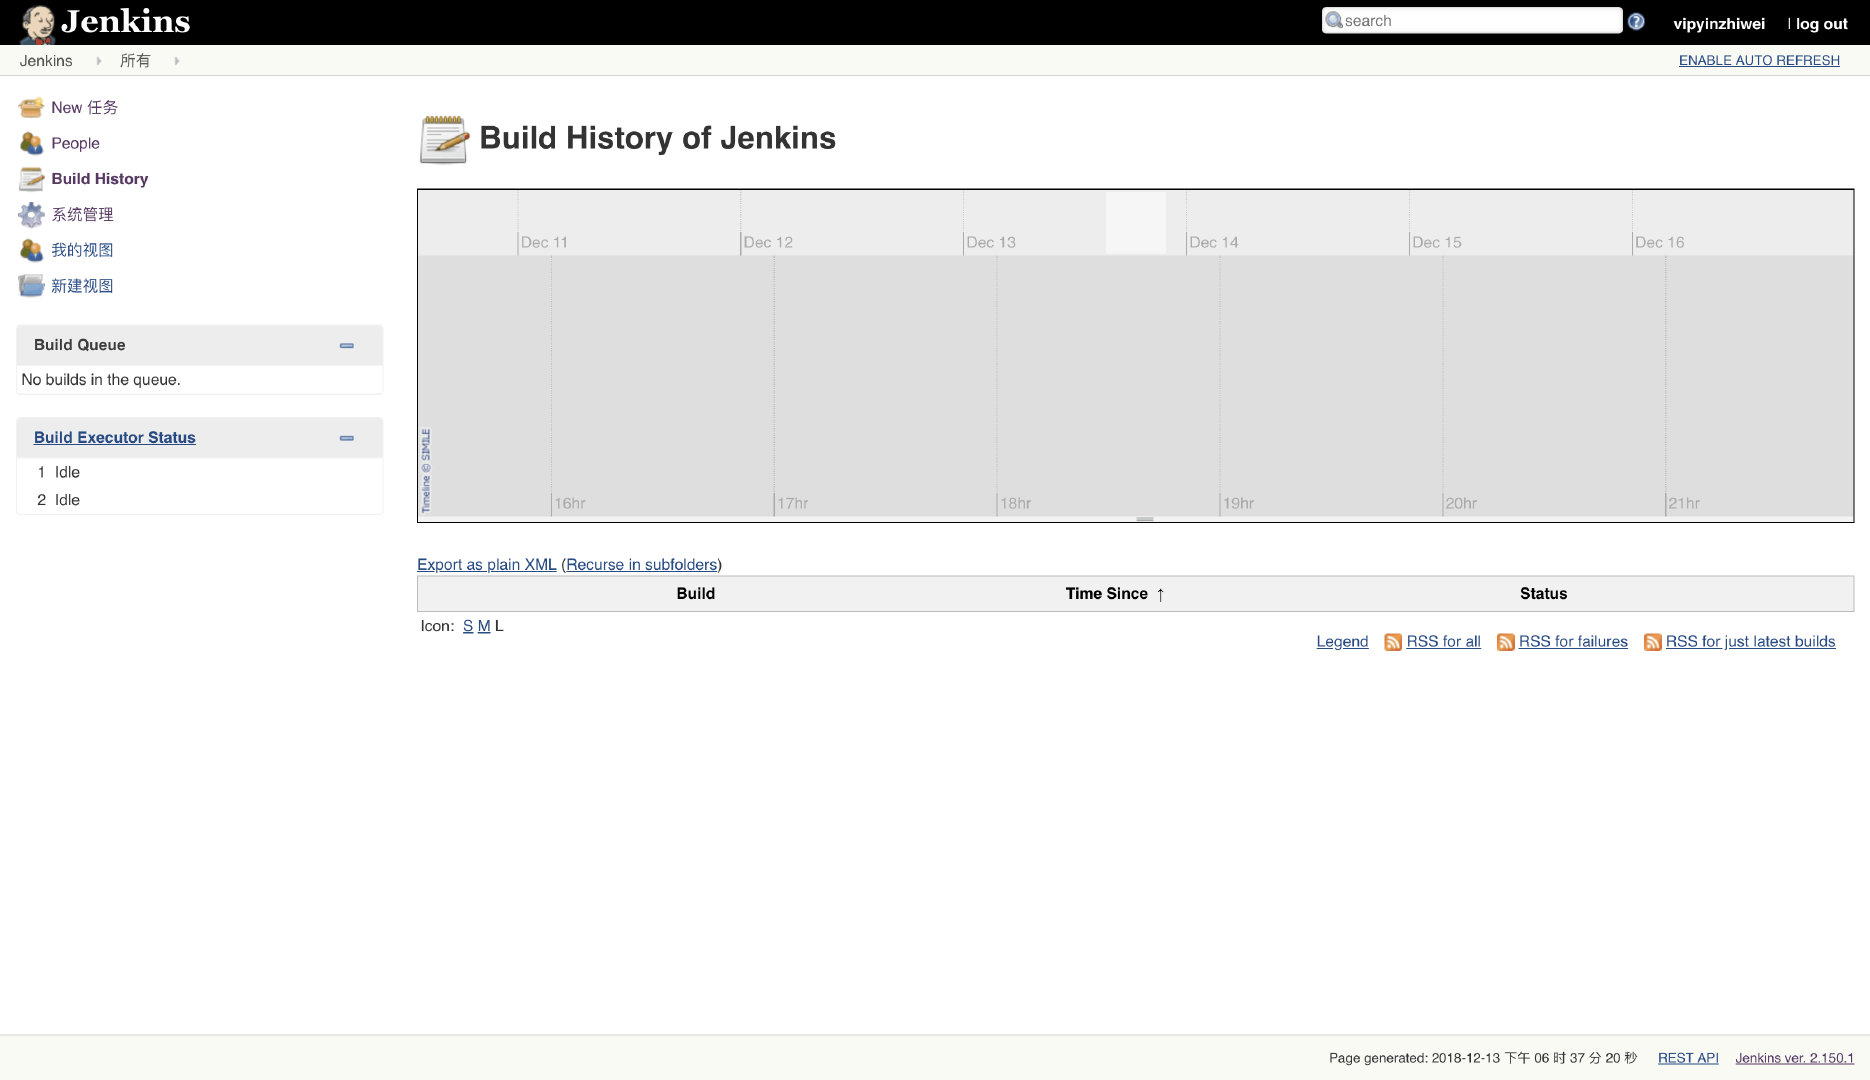 Jenkins
search
vipyinzhiwei | log out
Jenkins 所有
ENABLE AUTO REFRESH
New 任务
People
Build History
系统管理
我的视图
新建视图
Build Queue
No builds in the queue.
Build Executor Status
1 Idle
2 Idle
Build History of Jenkins
Dec 11 Dec 12 Dec 13 Dec 14 Dec 15 Dec 16
Timeline © SIMILE
16hr 17hr 18hr 19hr 20hr 21hr
Export as plain XML (Recurse in subfolders)
Build Time Since ↑ Status
Icon: S M L
Legend RSS for all RSS for failures RSS for just latest builds
Page generated: 2018-12-13 下午 06 时 37 分 20 秒 REST API Jenkins ver. 2.150.1